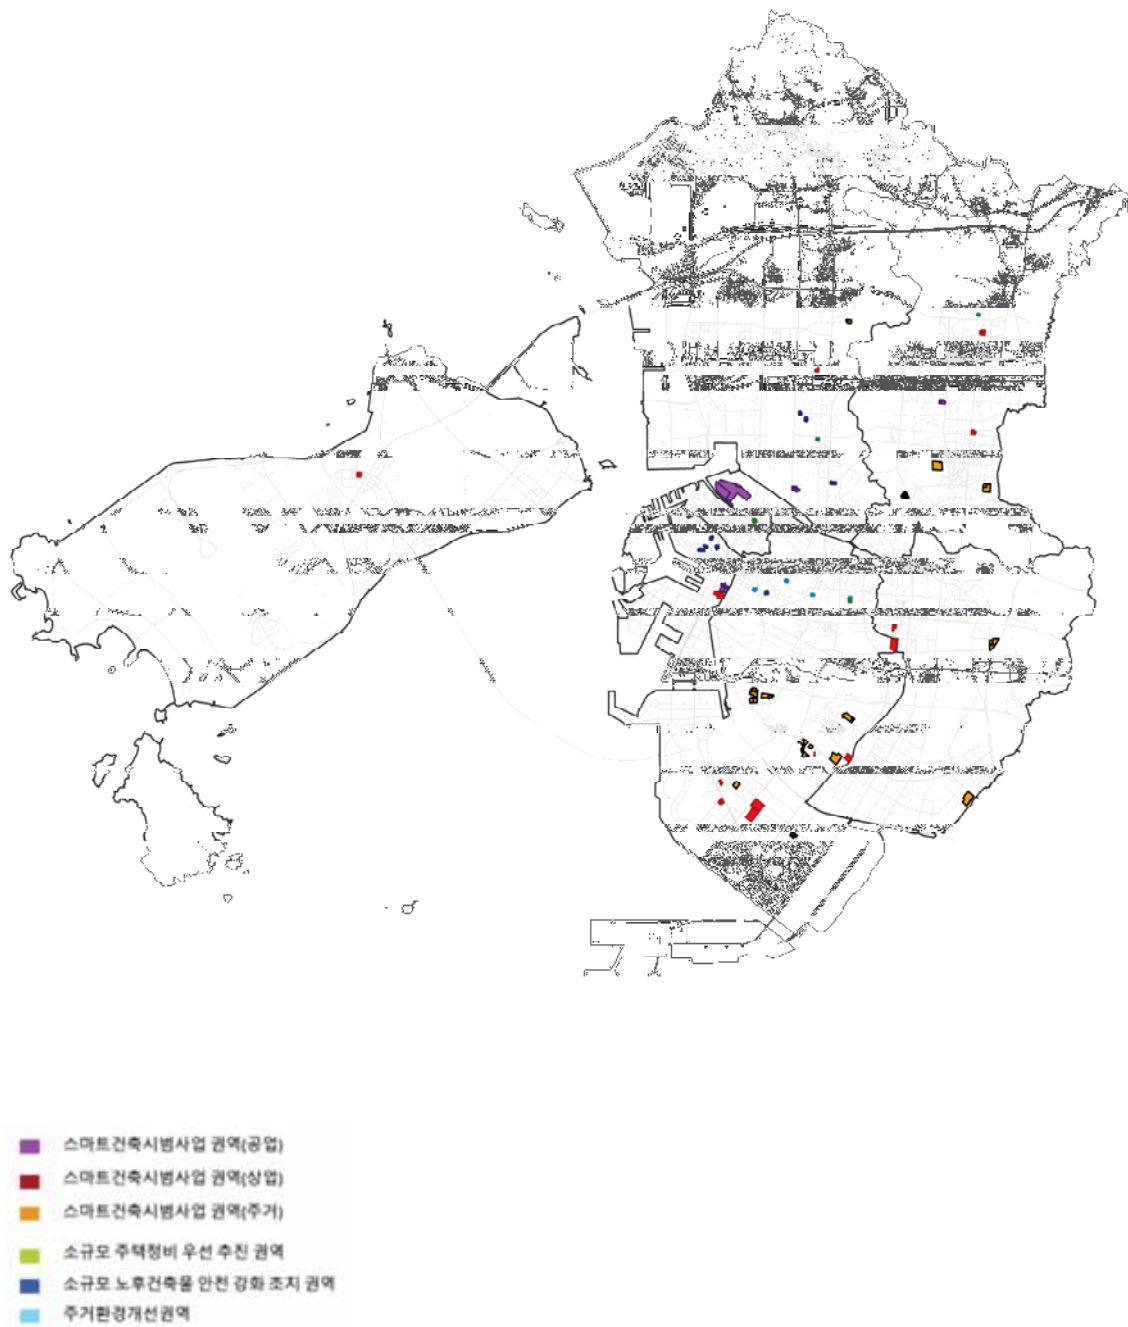 스마트건축시범사업 권역(공업)
스마트건축시범사업 권역(상업)
스마트건축시범사업 권역(주거)
소규모 주택정비 우선 추진 권역
소규모 노후건축물 안전 강화 조치 권역
주거환경개선권역